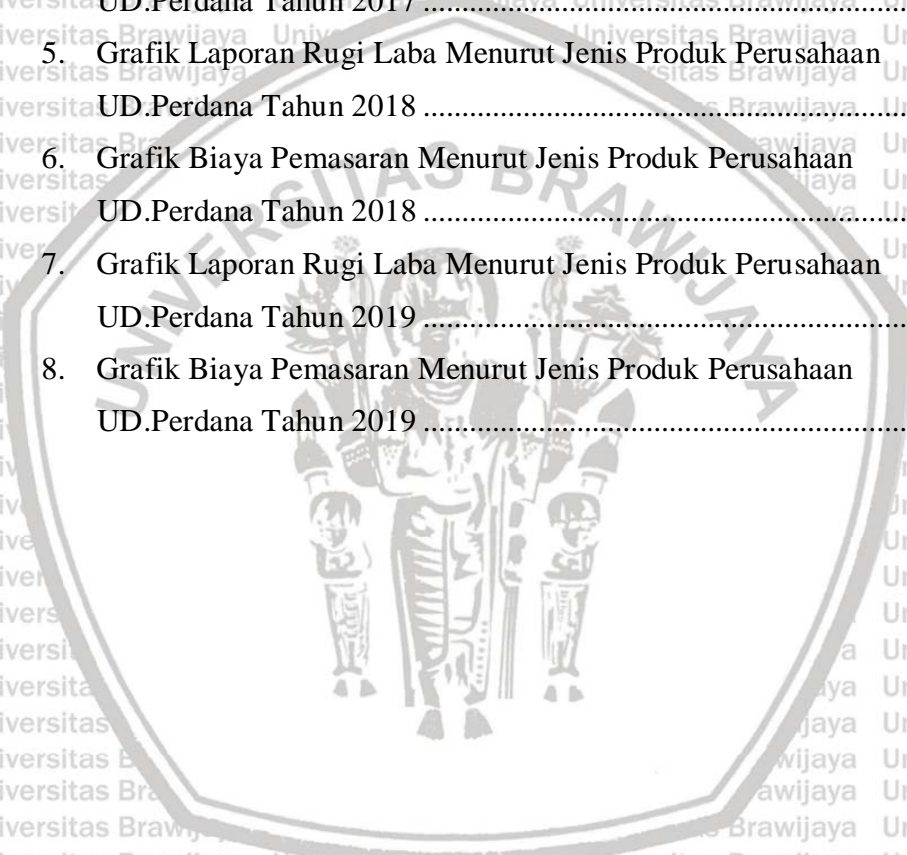 UD.Perdana Tahun 2017 ..........................................................
5. Grafik Laporan Rugi Laba Menurut Jenis Produk Perusahaan
UD.Perdana Tahun 2018 ..........................................................
6. Grafik Biaya Pemasaran Menurut Jenis Produk Perusahaan
UD.Perdana Tahun 2018 ..........................................................
7. Grafik Laporan Rugi Laba Menurut Jenis Produk Perusahaan
UD.Perdana Tahun 2019 ..........................................................
8. Grafik Biaya Pemasaran Menurut Jenis Produk Perusahaan
UD.Perdana Tahun 2019 ..........................................................
UNIVERSITAS BRAWIJAYA